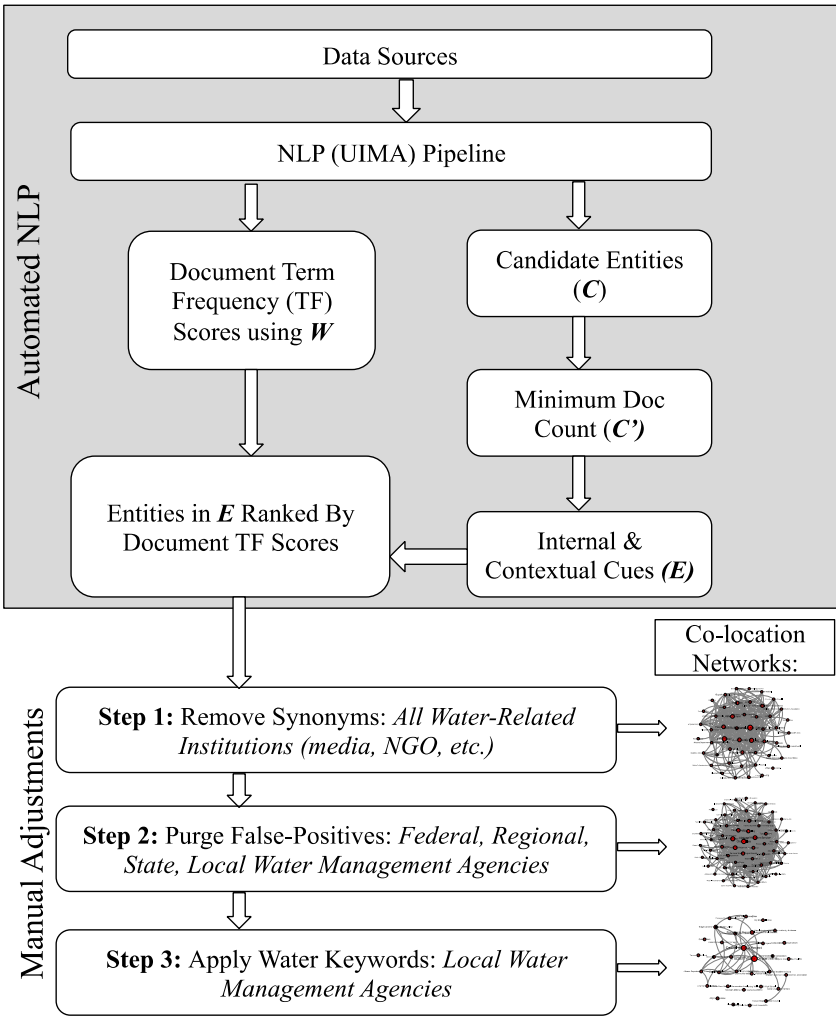 Automated NLP
Data Sources
NLP (UIMA) Pipeline
Document Term
Frequency (TF)
Scores using W
Candidate Entities
(C)
Minimum Doc
Count (C’)
Entities in E Ranked By
Document TF Scores
Internal &
Contextual Cues (E)
Co-location
Networks:
Manual Adjustments
Step 1: Remove Synonyms: All Water-Related
Institutions (media, NGO, etc.)
Step 2: Purge False-Positives: Federal, Regional,
State, Local Water Management Agencies
Step 3: Apply Water Keywords: Local Water
Management Agencies